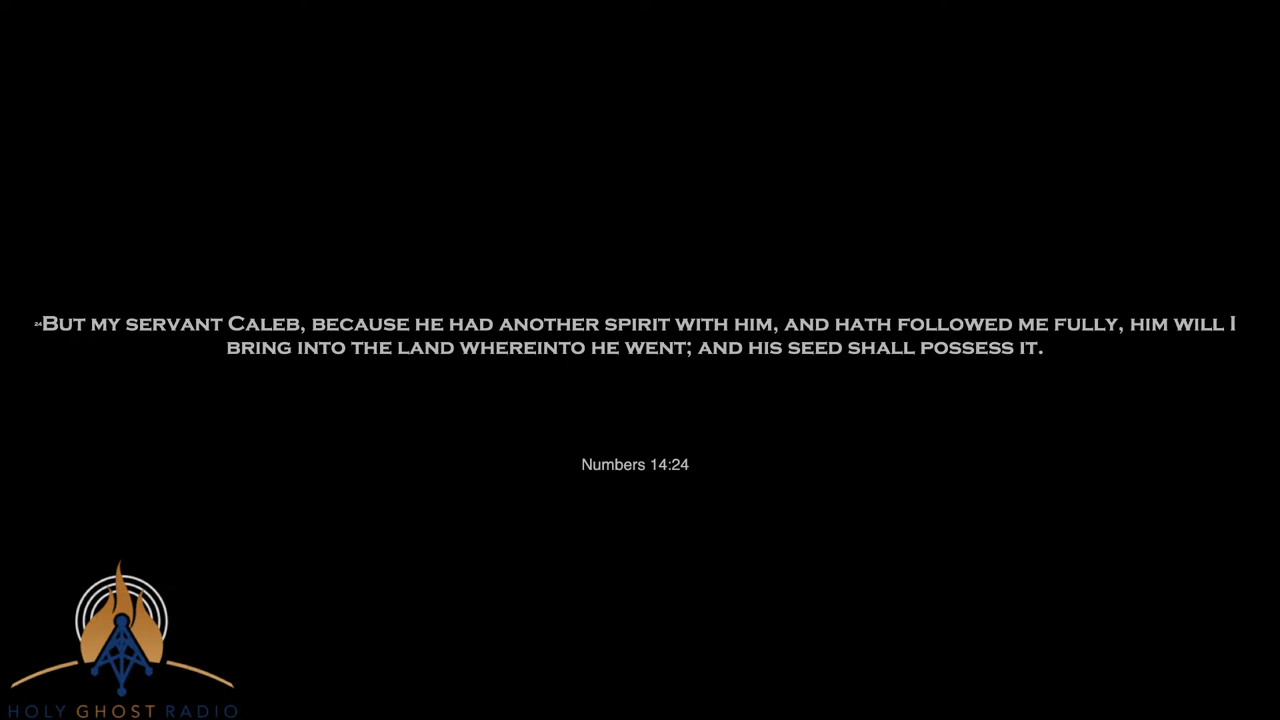 24But my servant Caleb, because he had another spirit with him, and hath followed me fully, him will I
bring into the land whereinto he went; and his seed shall possess it.
Numbers 14:24
HOLY GHOST RADIO